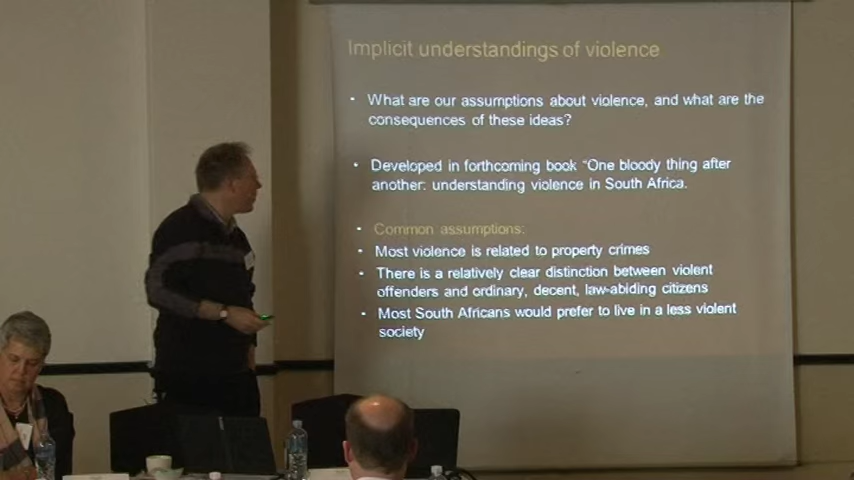 Implicit understandings of violence
• What are our assumptions about violence, and what are the
consequences of these ideas?
• Developed in forthcoming book "One bloody thing after
another: understanding violence in South Africa.
• Common assumptions:
• Most violence is related to property crimes
• There is a relatively clear distinction between violent
offenders and ordinary, decent, law-abiding citizens
• Most South Africans would prefer to live in a less violent
society